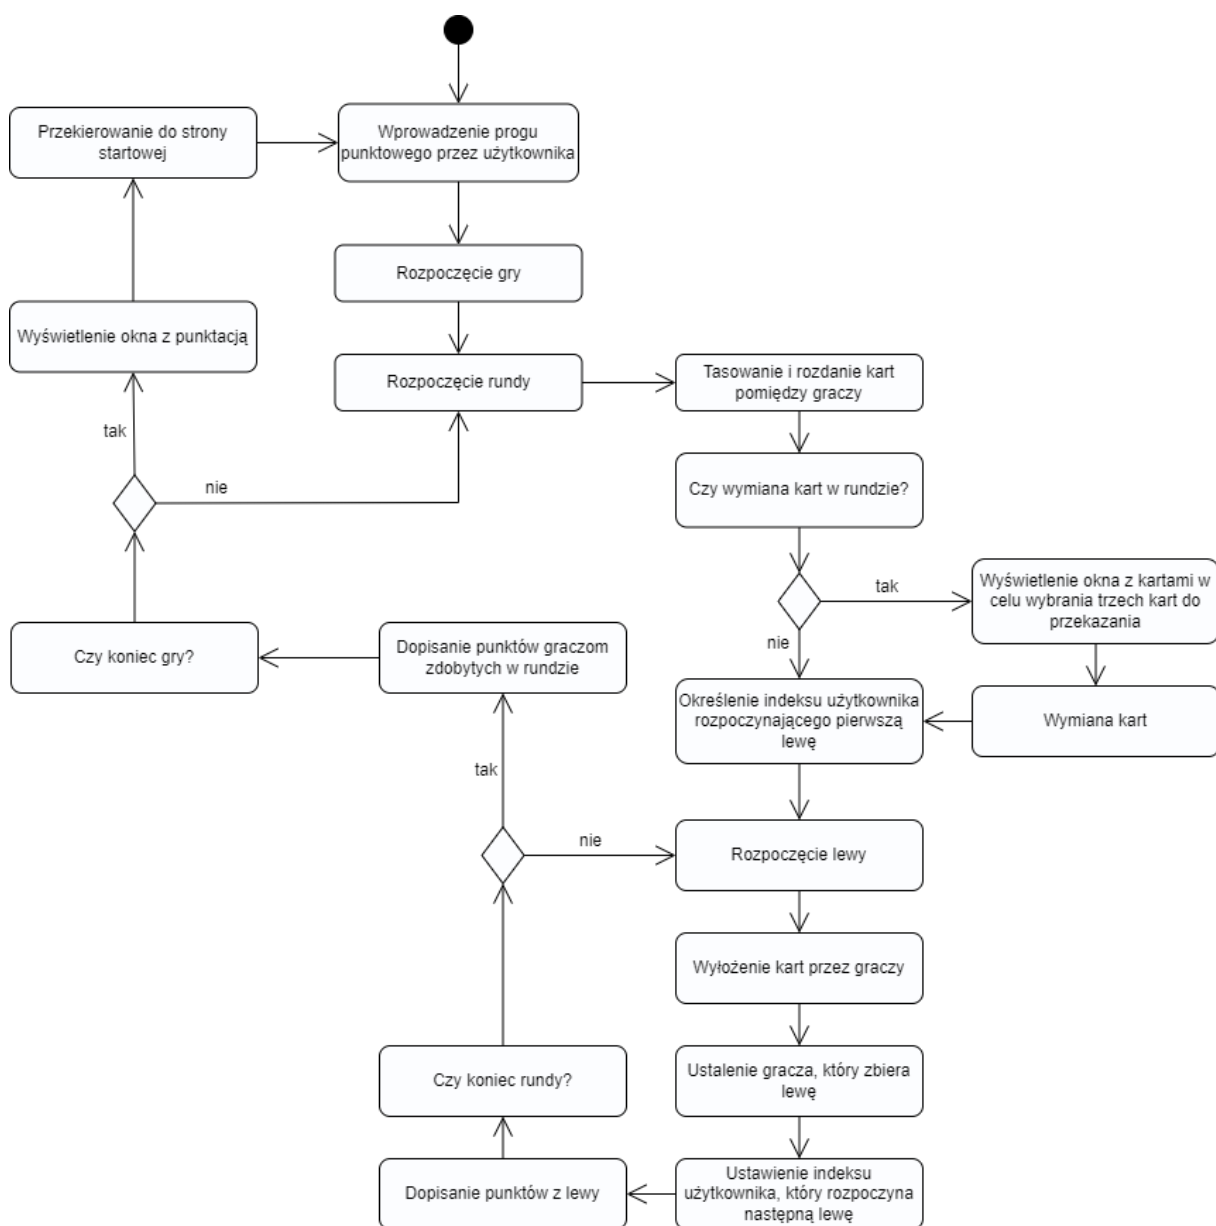 Przekierowanie do strony
startowej
Wprowadzenie progu
punktowego przez użytkownika
Rozpoczęcie gry
Wyświetlenie okna z punktacją
Rozpoczęcie rundy
Tasowanie i rozdanie kart
pomiędzy graczy
tak
nie
Czy wymiana kart w rundzie?
tak
Wyświetlenie okna z kartami w
celu wybrania trzech kart do
przekazania
nie
Czy koniec gry?
Dopisanie punktów graczom
zdobytych w rundzie
Określenie indeksu użytkownika
rozpoczynającego pierwszą
lewę
Wymiana kart
tak
nie
Rozpoczęcie lewy
Wyłożenie kart przez graczy
Czy koniec rundy?
Ustalenie gracza, który zbiera
lewę
Dopisanie punktów z lewy
Ustawienie indeksu
użytkownika, który rozpoczyna
następną lewę